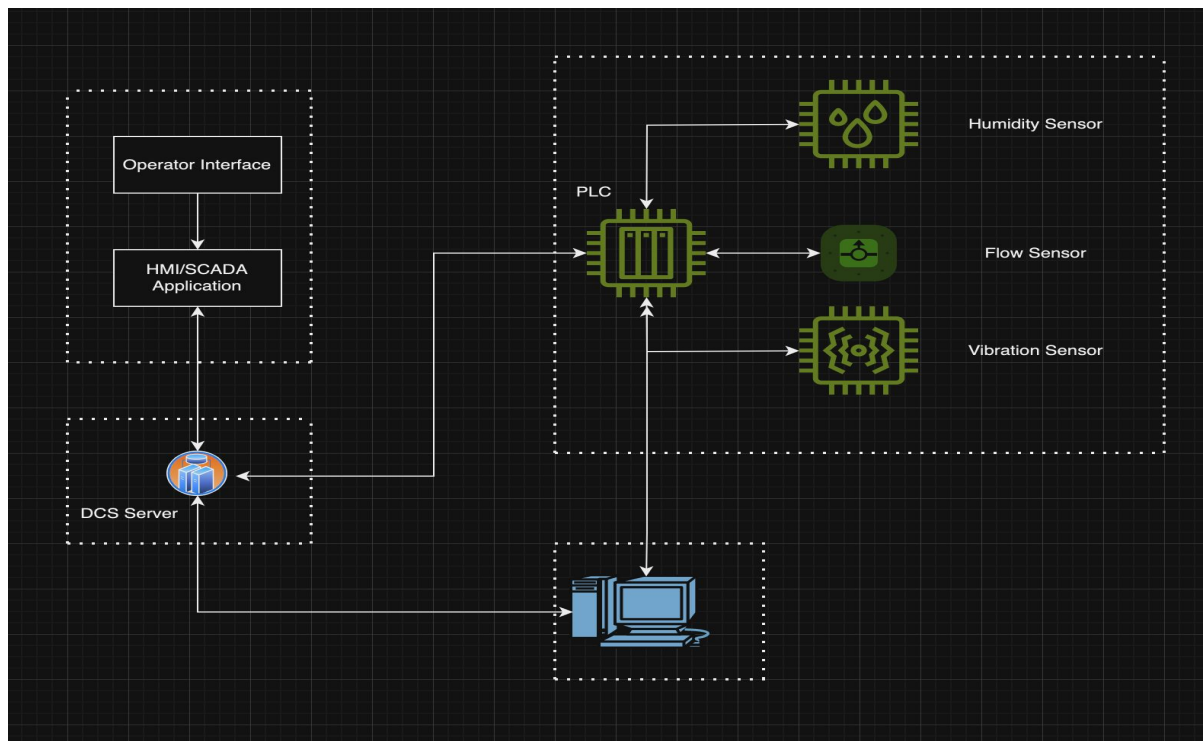 Operator Interface
HMI/SCADA
Application
DCS Server
PLC
Humidity Sensor
Flow Sensor
Vibration Sensor